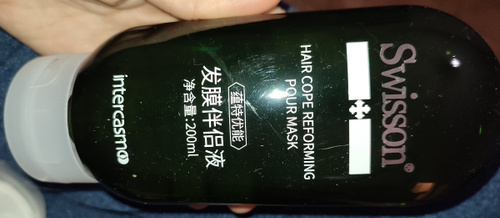 Swisson®
HAIR COPE REFORMING
POUR MASK
蕴特优能
发膜伴侣液
净含量:200ml
intercosmo